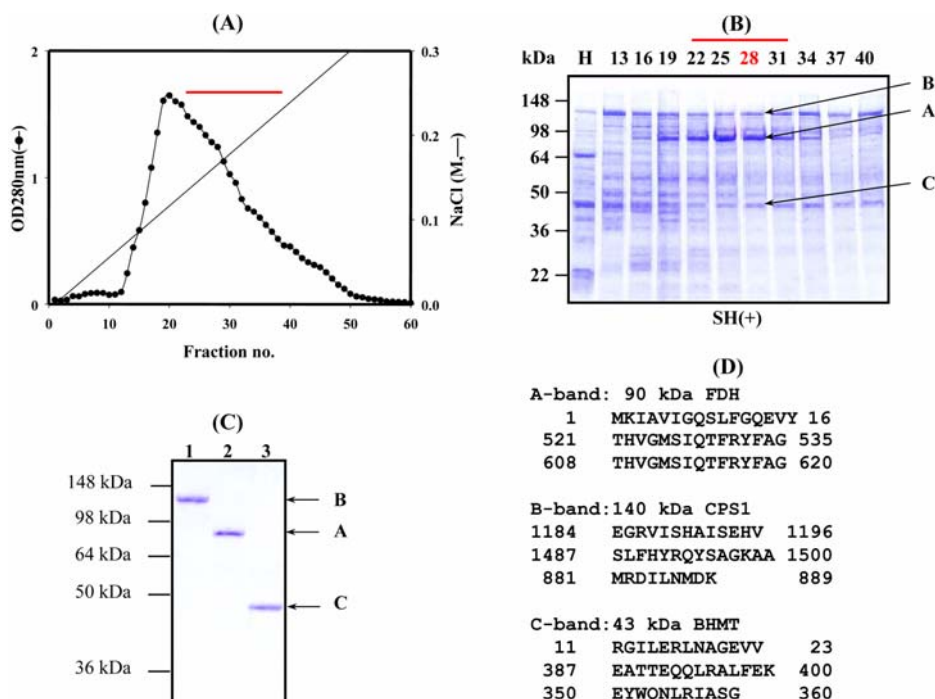 (A)
2
1
0
OD280nm(-●-)
0.3
0.2
0.1
0.0
NaCl (M,—)
0 10 20 30 40 50 60
Fraction no.
(B)
kDa H 13 16 19 22 25 28 31 34 37 40
148
98
64
50
36
22
B
A
C
SH(+)
(C)
1 2 3
148 kDa
98 kDa
64 kDa
50 kDa
36 kDa
B
A
C
(D)
A-band: 90 kDa FDH
1 MKIAVIGQSLFGQEVY 16
521 THVGMSIQTFRYFAG 535
608 THVGMSIQTFRYFAG 620
B-band:140 kDa CPS1
1184 EGRVISHAISEHV 1196
1487 SLFHYRQYSAGKAA 1500
881 MRDILNMDK 889
C-band:43 kDa BHMT
11 RGILERLNAGEVV 23
387 EATTEQQLRALFEK 400
350 EYWONLRIASG 360